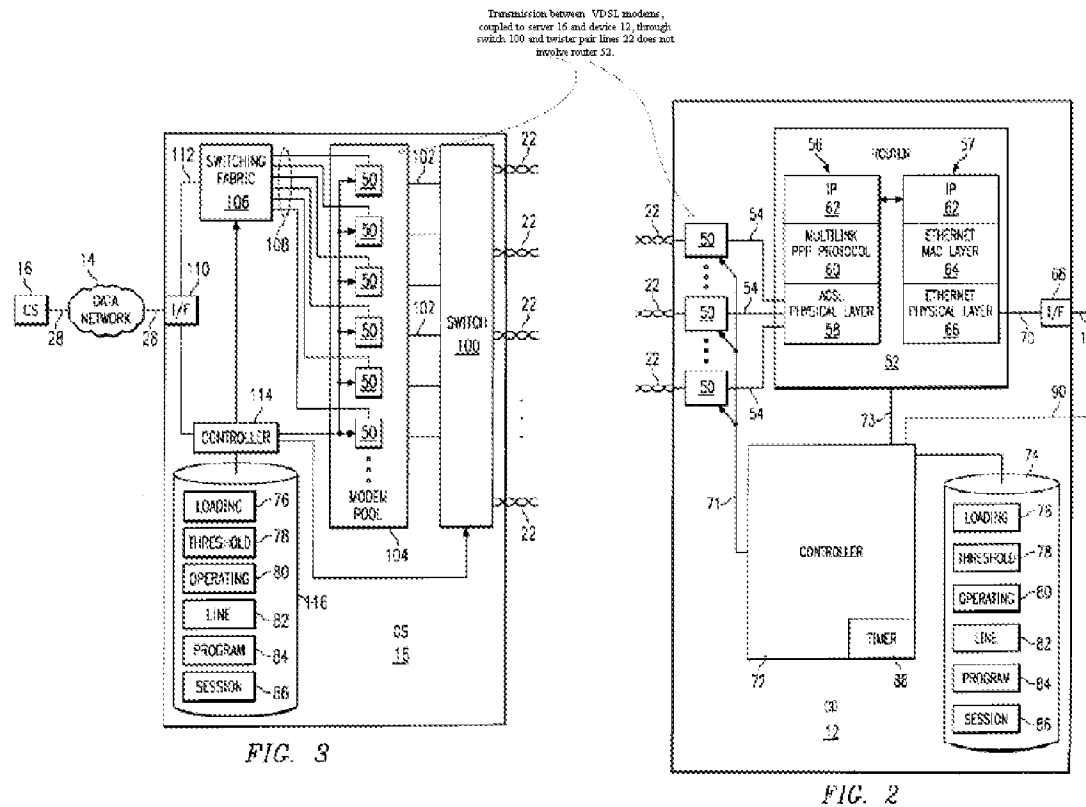 Transmission between VDSL modems,
coupled to server 16 and device 12, through
switch 100 and twister pair lines 22 does not
involve router 52.
112
SWITCHING
FABRIC
106
108
50
50
50
50
50
50
102
102
MODEM
POOL
104
SWITCH
100
22
22
22
22
16
CS
28
14
DATA
NETWORK
28
110
I/F
114
CONTROLLER
LOADING
76
THRESHOLD
78
OPERATING
80
LINE
82
PROGRAM
84
SESSION
86
116
CS
FIG. 3
ROUTER
56
57
IP
62
IP
62
MULTILINK
PPP PROTOCOL
60
ETHERNET
MAC LAYER
64
PHYSICAL LAYER
58
ETHERNET
PHYSICAL LAYER
66
52
22
50
54
22
50
54
22
50
54
70
I/F
73
90
71
CONTROLLER
TIMER
72
88
74
LOADING
76
THRESHOLD
78
OPERATING
80
LINE
82
PROGRAM
84
SESSION
86
12
FIG. 2